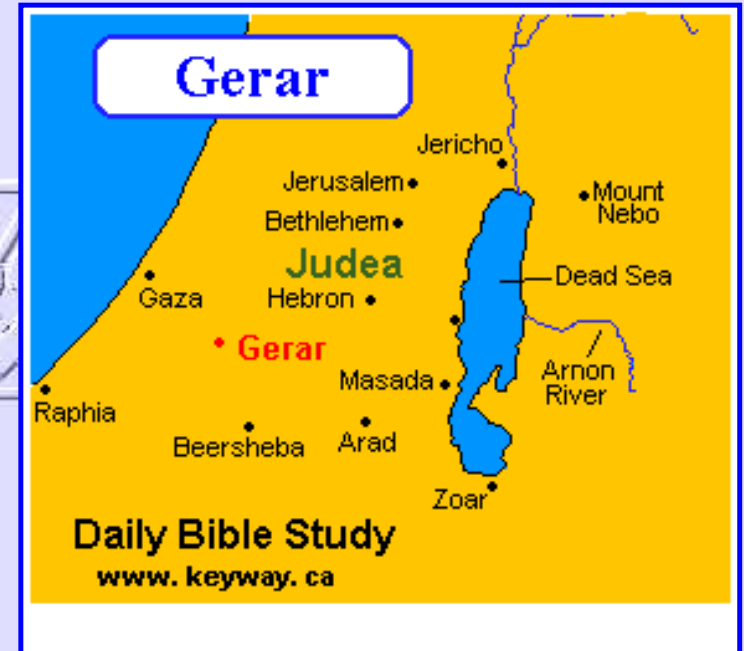 Gerar
Jericho
Jerusalem
Mount
Nebo
Bethlehem
Judea
Dead Sea
Gaza
Hebron
Gerar
Arnon
River
Masada
Raphia
Beersheba
Arad
Zoar
Daily Bible Study
www. keyway. ca